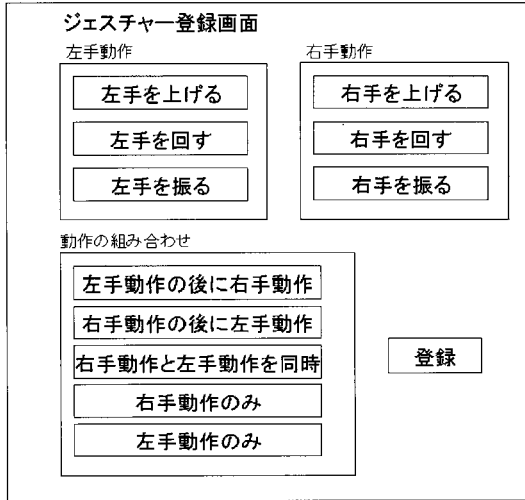 ジェスチャー登録画面
左手動作
左手を上げる
左手を回す
左手を振る
右手動作
右手を上げる
右手を回す
右手を振る
動作の組み合わせ
左手動作の後に右手動作
右手動作の後に左手動作
右手動作と左手動作を同時
右手動作のみ
左手動作のみ
登録